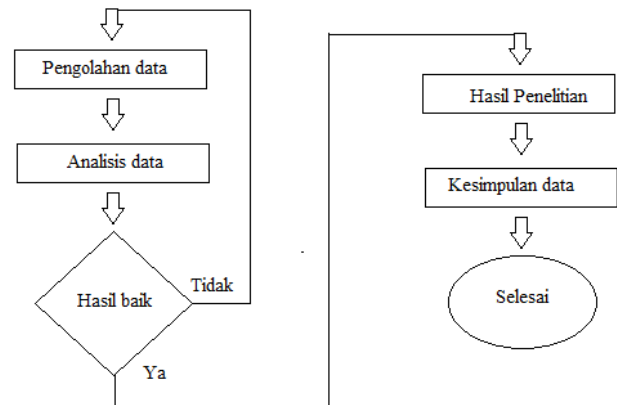 Pengolahan data
Analisis data
Hasil baik
Tidak
Ya
Hasil Penelitian
Kesimpulan data
Selesai